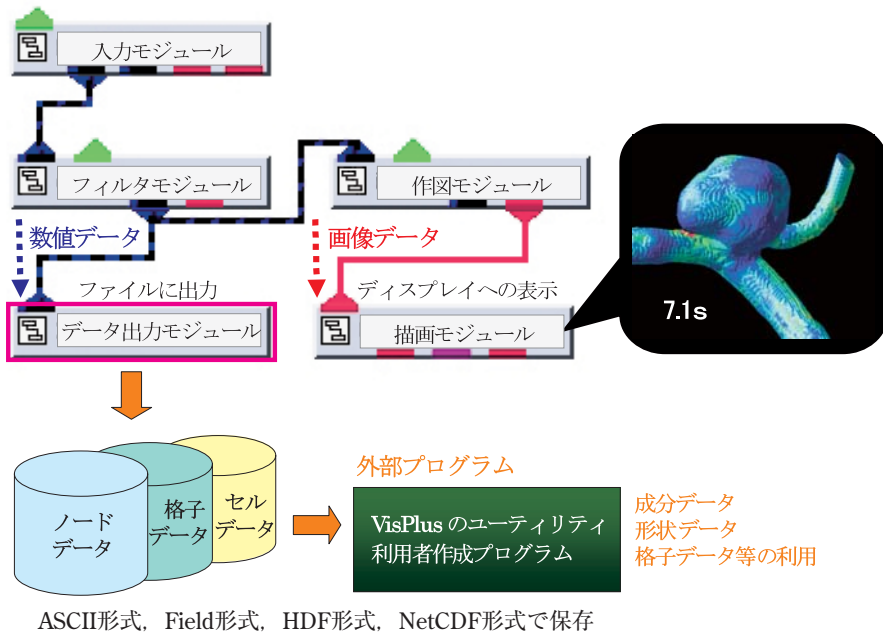 入力モジュール
フィルタモジュール
作図モジュール
数値データ
画像データ
ファイルに出力
ディスプレイへの表示
データ出力モジュール
描画モジュール
7.1s
ノード
データ
格子
データ
セル
データ
外部プログラム
VisPlus のユーティリティ
利用者作成プログラム
成分データ
形状データ
格子データ等の利用
ASCII形式，Field形式，HDF形式，NetCDF形式で保存